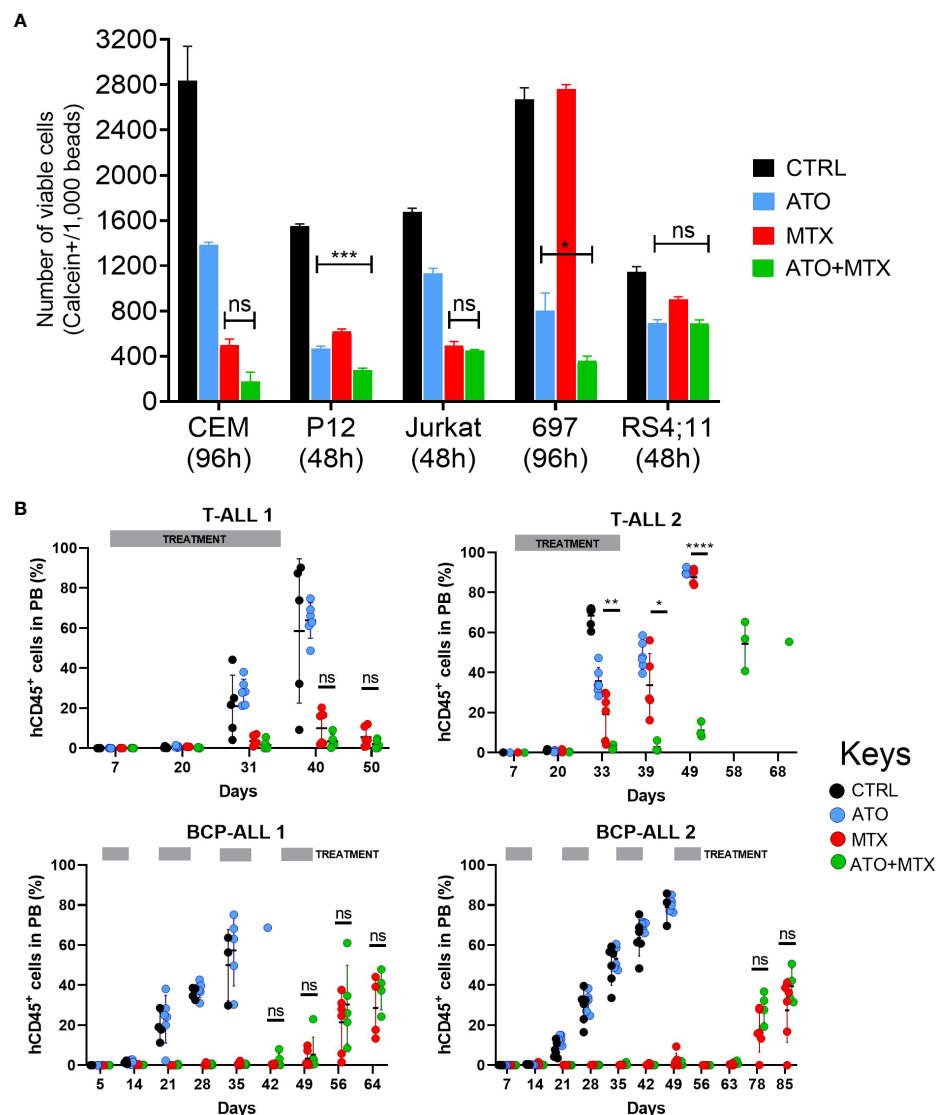 A
Number of viable cells
(Calcein+/1,000 beads)
3200
2800
2400
2000
1600
1200
800
400
0
ns
***
ns
*
ns
CTRL
ATO
MTX
ATO+MTX
CEM P12 Jurkat 697 RS4;11
(96h) (48h) (48h) (96h) (48h)
B
T-ALL 1
TREATMENT
hCD45+ cells in PB (%)
100
80
60
40
20
0
ns ns
7 20 31 40 50
Days
T-ALL 2
TREATMENT
hCD45+ cells in PB (%)
100
80
60
40
20
0
** * ****
7 20 33 39 49 58 68
Days
Keys
CTRL
ATO
MTX
ATO+MTX
BCP-ALL 1
TREATMENT
hCD45+ cells in PB (%)
100
80
60
40
20
0
ns ns ns ns
5 14 21 28 35 42 49 56 64
Days
BCP-ALL 2
TREATMENT
hCD45+ cells in PB (%)
100
80
60
40
20
0
ns ns
7 14 21 28 35 42 49 56 63 78 85
Days